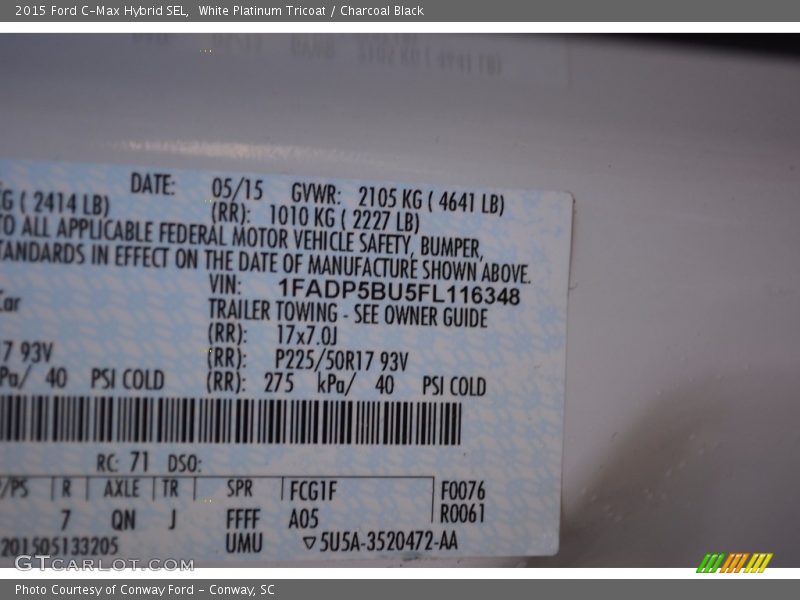 2015 Ford C-Max Hybrid SEL, White Platinum Tricoat / Charcoal Black
DATE: 05/15 GVWR: 2105 KG ( 4641 LB)
G ( 2414 LB) (RR): 1010 KG ( 2227 LB)
TO ALL APPLICABLE FEDERAL MOTOR VEHICLE SAFETY, BUMPER,
TANDARDS IN EFFECT ON THE DATE OF MANUFACTURE SHOWN ABOVE.
VIN: 1FADP5BU5FL116348
Car TRAILER TOWING - SEE OWNER GUIDE
(RR): 17x7.0J
17 93V (RR): P225/50R17 93V
Pa/ 40 PSI COLD (RR): 275 kPa/ 40 PSI COLD
RC: 71 DSO:
/PS R AXLE TR SPR FCG1F F0076
7 QN J FFFF A05 R0061
201505133205 UMU ▽5U5A-3520472-AA
GTCARLOT.COM
Photo Courtesy of Conway Ford - Conway, SC